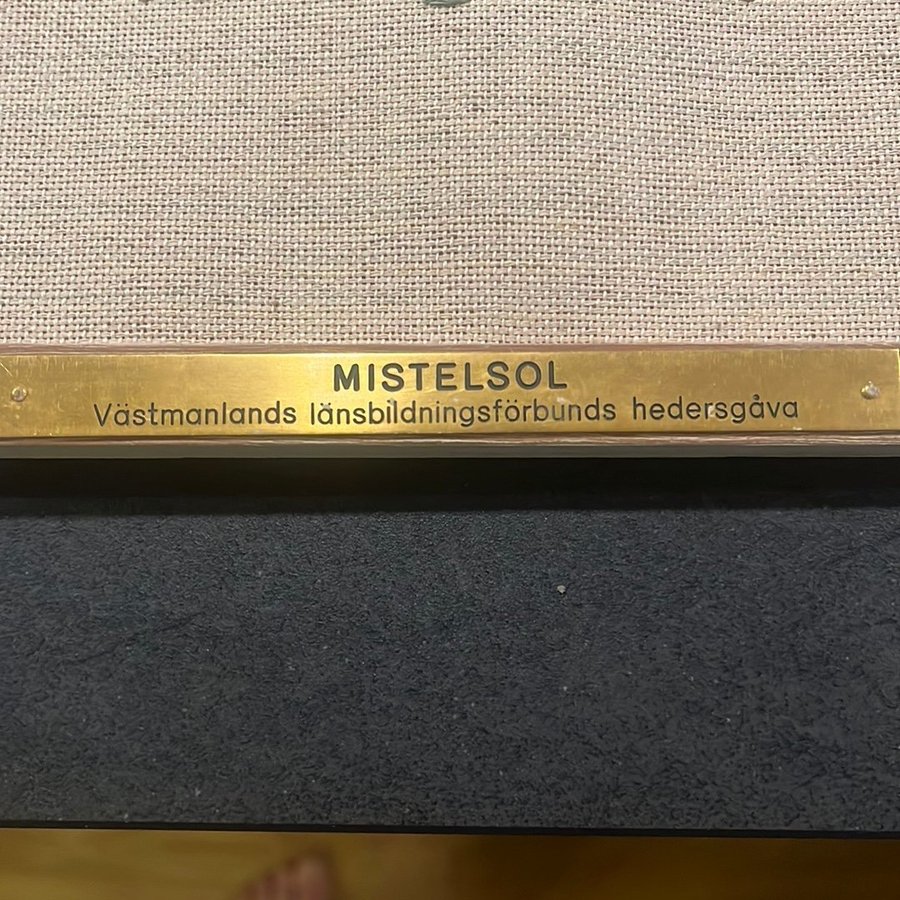 MISTELSOL
Västmanlands länsbildningsförbunds hedersgåva